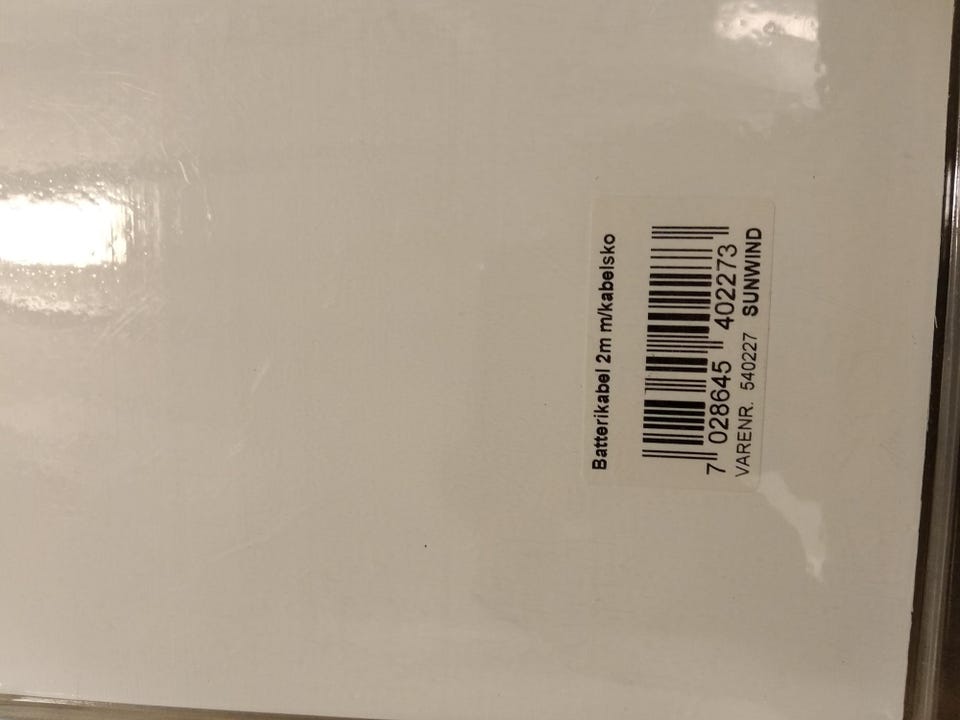 Batterikabel 2m m/kabelsko
7 028645 402273
VARENR. 540227 SUNWIND